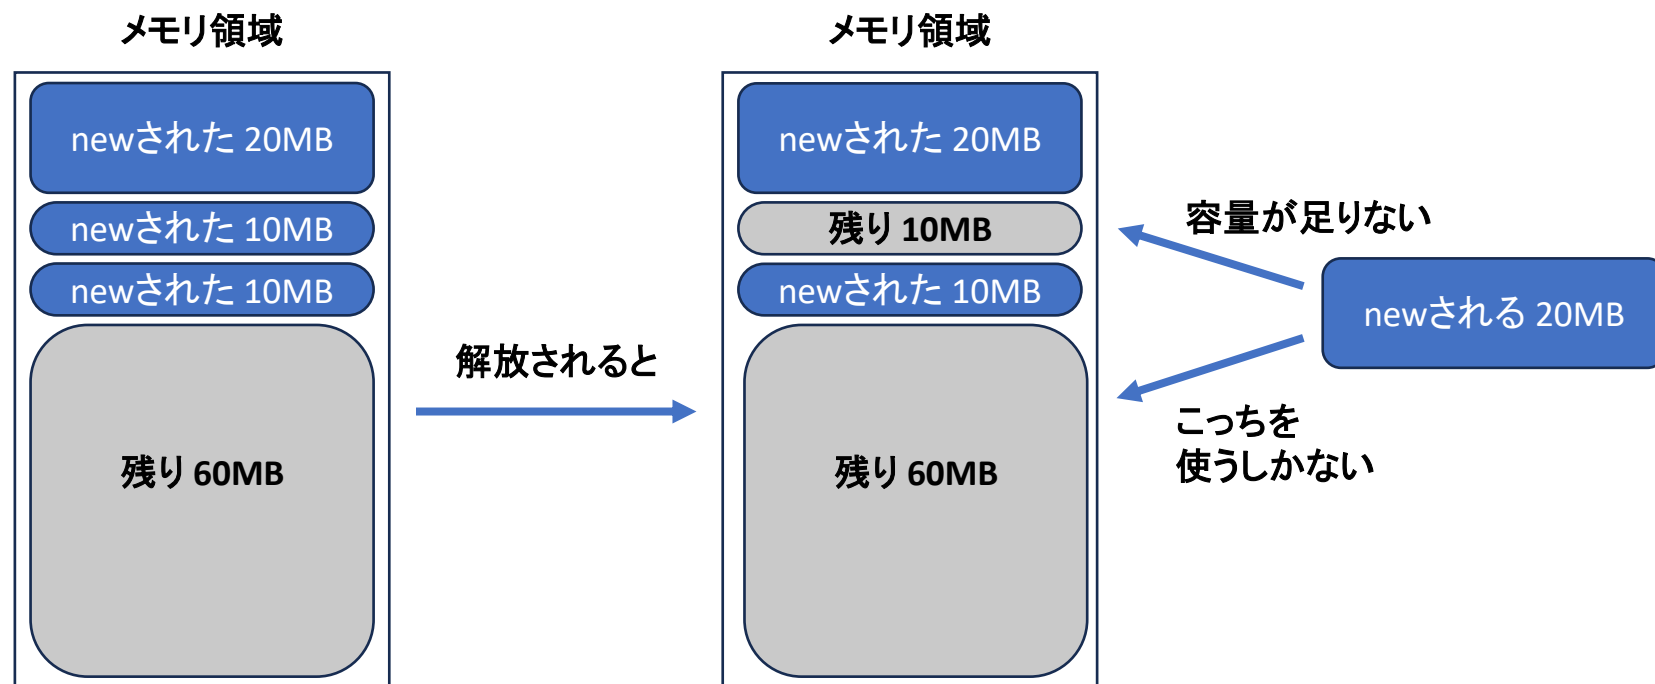 メモリ領域
newされた 20MB
newされた 10MB
newされた 10MB
残り 60MB
解放されると
メモリ領域
newされた 20MB
残り 10MB
newされた 10MB
残り 60MB
容量が足りない
newされる 20MB
こっちを
使うしかない